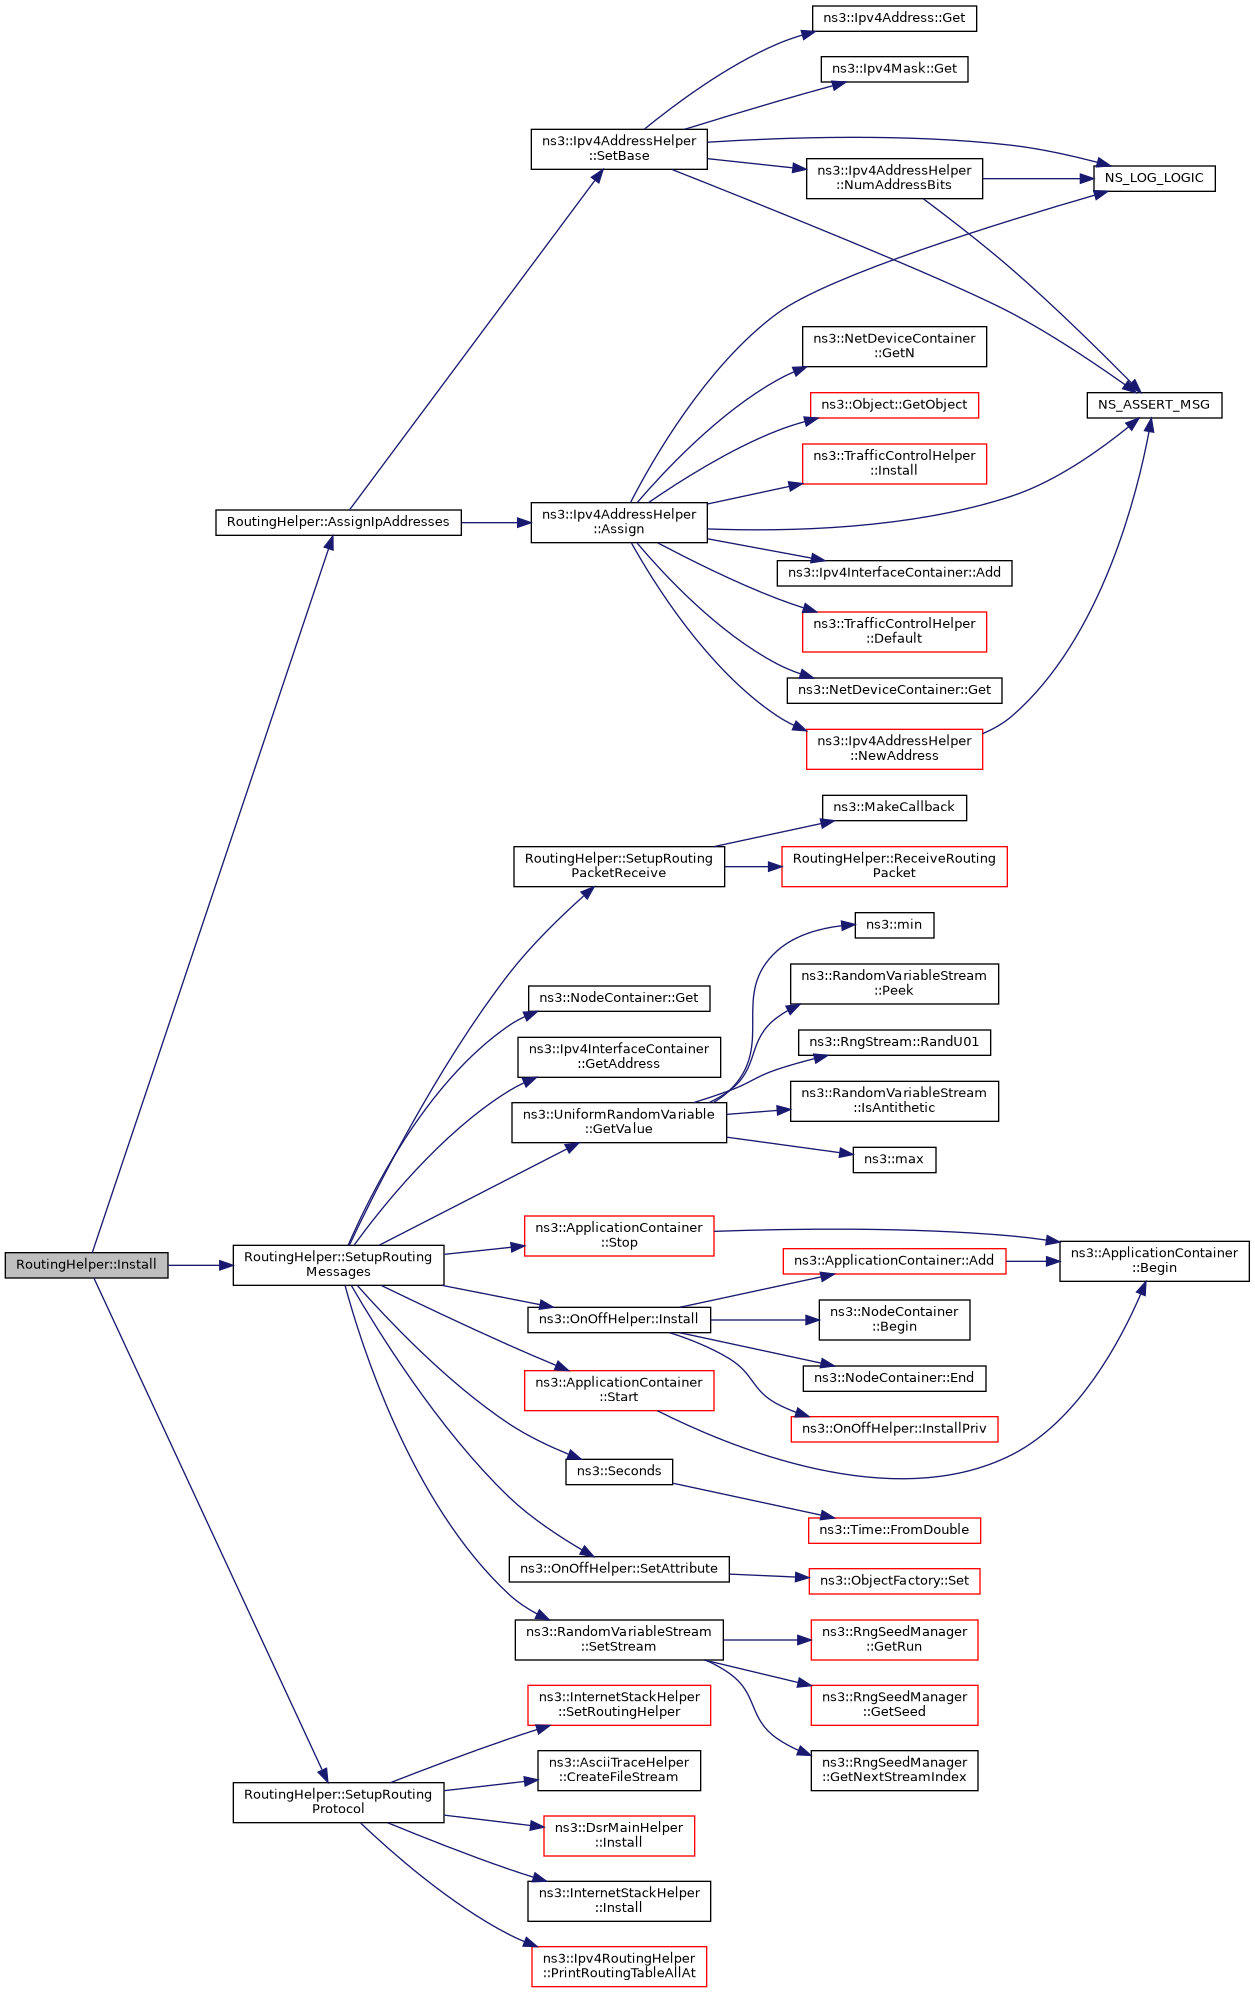 ns3::Ipv4Address::Get
ns3::Ipv4Mask::Get
ns3::Ipv4AddressHelper
::SetBase
ns3::Ipv4AddressHelper
::NumAddressBits
NS_LOG_LOGIC
ns3::NetDeviceContainer
::GetN
ns3::Object::GetObject
NS_ASSERT_MSG
ns3::TrafficControlHelper
::Install
RoutingHelper::AssignIpAddresses
ns3::Ipv4AddressHelper
::Assign
ns3::Ipv4InterfaceContainer::Add
ns3::TrafficControlHelper
::Default
ns3::NetDeviceContainer::Get
ns3::Ipv4AddressHelper
::NewAddress
ns3::MakeCallback
RoutingHelper::SetupRouting
PacketReceive
RoutingHelper::ReceiveRouting
Packet
ns3::min
ns3::RandomVariableStream
::Peek
ns3::NodeContainer::Get
ns3::RngStream::RandU01
ns3::Ipv4InterfaceContainer
::GetAddress
ns3::RandomVariableStream
::IsAntithetic
ns3::UniformRandomVariable
::GetValue
ns3::max
ns3::ApplicationContainer
::Stop
RoutingHelper::Install
RoutingHelper::SetupRouting
Messages
ns3::ApplicationContainer::Add
ns3::ApplicationContainer
::Begin
ns3::OnOffHelper::Install
ns3::NodeContainer
::Begin
ns3::NodeContainer::End
ns3::ApplicationContainer
::Start
ns3::OnOffHelper::InstallPriv
ns3::Seconds
ns3::Time::FromDouble
ns3::OnOffHelper::SetAttribute
ns3::ObjectFactory::Set
ns3::RandomVariableStream
::SetStream
ns3::RngSeedManager
::GetRun
ns3::RngSeedManager
::GetSeed
ns3::InternetStackHelper
::SetRoutingHelper
ns3::RngSeedManager
::GetNextStreamIndex
ns3::AsciiTraceHelper
::CreateFileStream
RoutingHelper::SetupRouting
Protocol
ns3::DsrMainHelper
::Install
ns3::InternetStackHelper
::Install
ns3::Ipv4RoutingHelper
::PrintRoutingTableAllAt